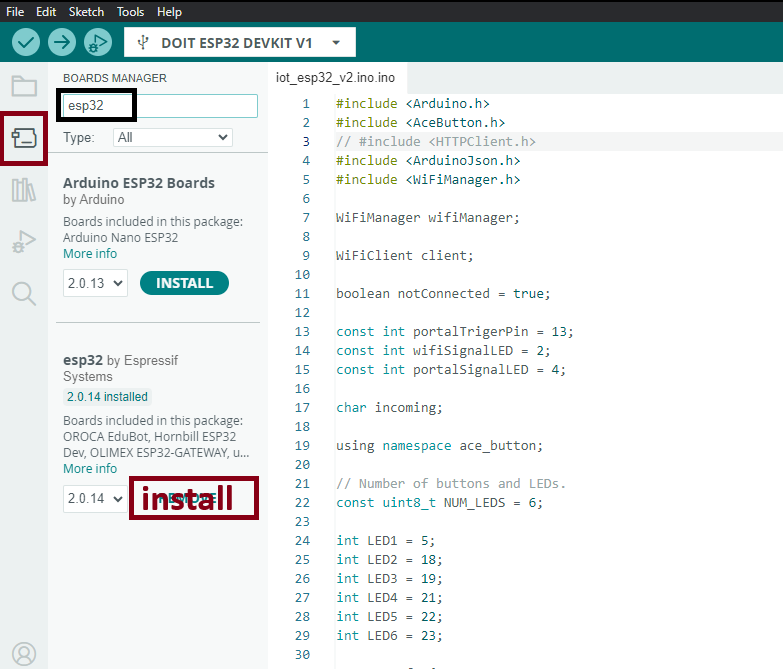 File Edit Sketch Tools Help
DOIT ESP32 DEVKIT V1
BOARDS MANAGER
esp32
Type: All
Arduino ESP32 Boards
by Arduino
Boards included in this package:
Arduino Nano ESP32
More info
2.0.13 INSTALL
esp32 by Espressif
Systems
2.0.14 installed
Boards included in this package:
OROCA EduBot, Hornbill ESP32
Dev, OLIMEX ESP32-GATEWAY, u...
More info
2.0.14 install
iot_esp32_v2.ino.ino
1 #include <Arduino.h>
2 #include <AceButton.h>
3 // #include <HTTPClient.h>
4 #include <ArduinoJson.h>
5 #include <WiFiManager.h>
6
7 WiFiManager wifiManager;
8
9 WiFiClient client;
10
11 boolean notConnected = true;
12
13 const int portalTrigerPin = 13;
14 const int wifiSignalLED = 2;
15 const int portalSignalLED = 4;
16
17 char incoming;
18
19 using namespace ace_button;
20
21 // Number of buttons and LEDs.
22 const uint8_t NUM_LEDS = 6;
23
24 int LED1 = 5;
25 int LED2 = 18;
26 int LED3 = 19;
27 int LED4 = 21;
28 int LED5 = 22;
29 int LED6 = 23;
30